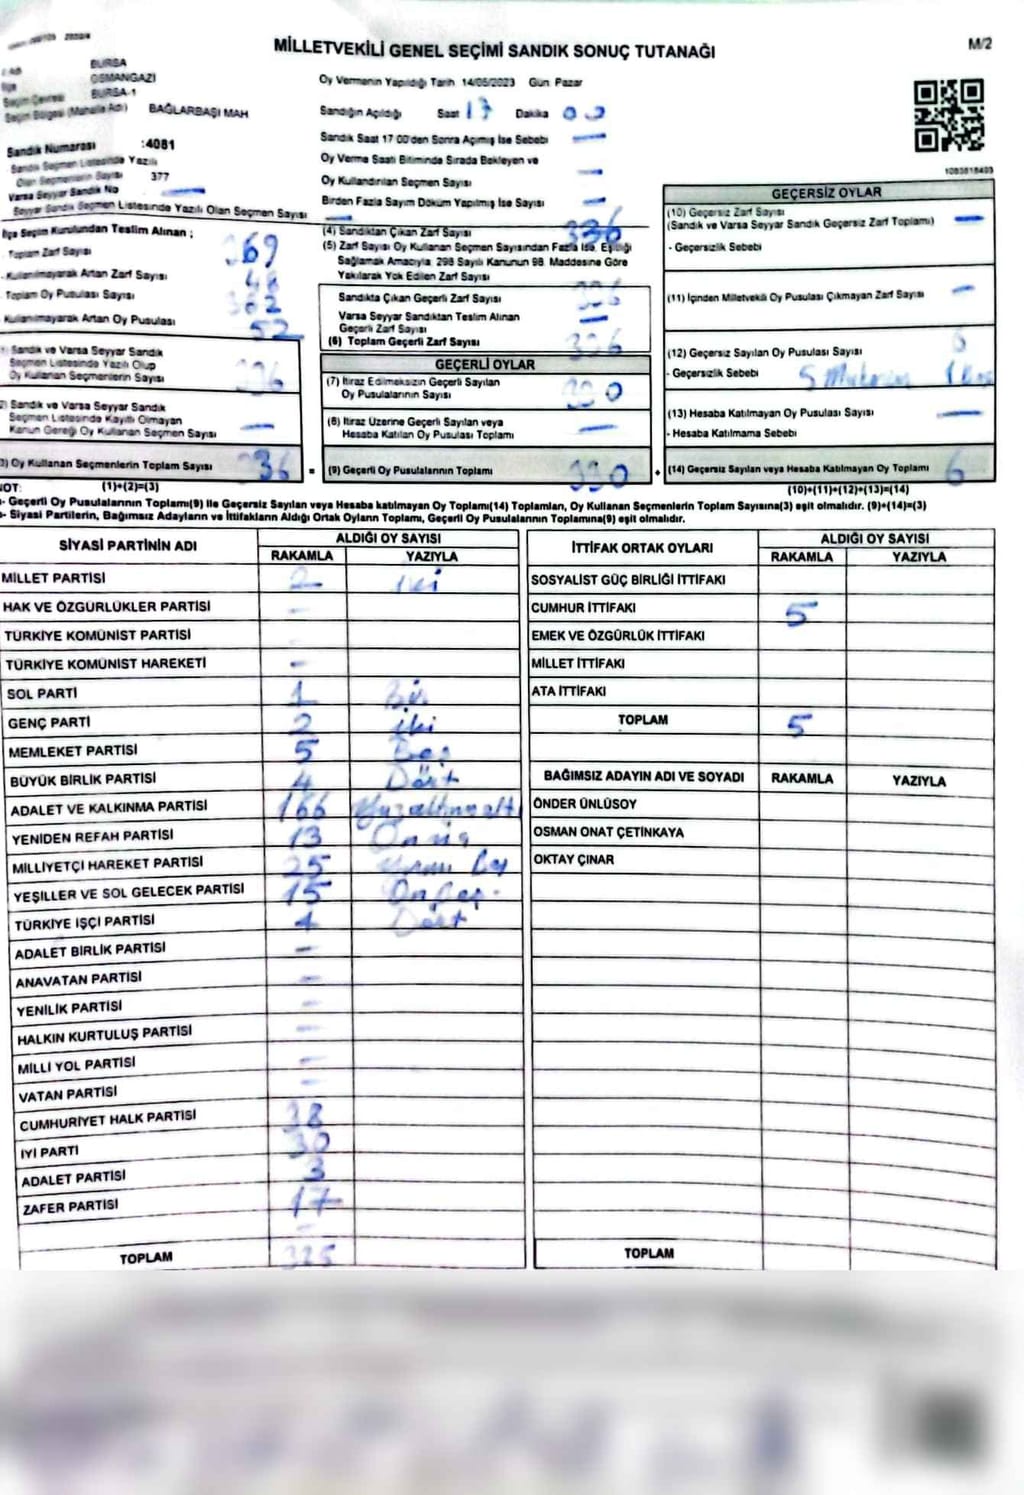 MİLLETVEKİLİ GENEL SEÇİMİ SANDIK SONUÇ TUTANAĞI
M/2
BURSA
OSMANGAZİ
BURSA-1
Seçim Bölgesi (Mahalle Adı) BAĞLARBAŞI MAH
Sandık Numarası :4081
Sandık Seçmen Listesinde Yazılı
Olan Seçmenlerin Sayısı 377
Varsa Seyyar Sandık No —
Seyyar Sandık Seçmen Listesinde Yazılı Olan Seçmen Sayısı —
Oy Vermenin Yapıldığı Tarih 14/05/2023 Gün Pazar
Sandığın Açıldığı Saat 17 Dakika 00
Sandık Saat 17 00'den Sonra Açımış İse Sebebi —
Oy Verme Saati Bitiminde Sırada Bekleyen ve
Oy Kullandırılan Seçmen Sayısı —
Birden Fazla Sayım Döküm Yapılmış İse Sayısı —
1083818493
İlçe Seçim Kurulundan Teslim Alınan ;
Toplam Zarf Sayısı 369
Kullanılmayarak Artan Zarf Sayısı
Toplam Oy Pusulası Sayısı 382
Kullanılmayarak Artan Oy Pusulası 52
1) Sandık ve Varsa Seyyar Sandık
Seçmen Listesinde Yazılı Olup
Oy Kullanan Seçmenlerin Sayısı 336
2) Sandık ve Varsa Seyyar Sandık
Seçmen Listesinde Kayıtlı Olmayan
Kanun Gereği Oy Kullanan Seçmen Sayısı —
3) Oy Kullanan Seçmenlerin Toplam Sayısı 336
(1)+(2)=(3)
(4) Sandıktan Çıkan Zarf Sayısı 336
(5) Zarf Sayısı Oy Kullanan Seçmen Sayısından Fazla İse, Eşitliği
Sağlamak Amacıyla: 298 Sayılı Kanunun 98. Maddesine Göre
Yakılarak Yok Edilen Zarf Sayısı
Sandıkta Çıkan Geçerli Zarf Sayısı 336
Varsa Seyyar Sandıktan Teslim Alınan
Geçerli Zarf Sayısı —
(6) Toplam Geçerli Zarf Sayısı 336
GEÇERLİ OYLAR
(7) İtiraz Edilmeksizin Geçerli Sayılan
Oy Pusulalarının Sayısı 330
(8) İtiraz Üzerine Geçerli Sayılan veya
Hesaba Katılan Oy Pusulası Toplamı —
= (9) Geçerli Oy Pusulalarının Toplamı 330
GEÇERSİZ OYLAR
(10) Geçersiz Zarf Sayısı
(Sandık ve Varsa Seyyar Sandık Geçersiz Zarf Toplamı) —
- Geçersizlik Sebebi
(11) İçinden Milletvekili Oy Pusulası Çıkmayan Zarf Sayısı —
(12) Geçersiz Sayılan Oy Pusulası Sayısı
- Geçersizlik Sebebi 5 1
(13) Hesaba Katılmayan Oy Pusulası Sayısı —
- Hesaba Katılmama Sebebi
+ (14) Geçersiz Sayılan veya Hesaba Katılmayan Oy Toplamı 6
(10)+(11)+(12)+(13)=(14)
NOT:
- Geçerli Oy Pusulalarının Toplamı(9) ile Geçersiz Sayılan veya Hesaba katılmayan Oy Toplamı(14) Toplamları, Oy Kullanan Seçmenlerin Toplam Sayısına(3) eşit olmalıdır. (9)+(14)=(3)
- Siyasi Partilerin, Bağımsız Adayların ve İttifakların Aldığı Ortak Oyların Toplamı, Geçerli Oy Pusulalarının Toplamına(9) eşit olmalıdır.
SİYASİ PARTİNİN ADI ALDIĞI OY SAYISI
RAKAMLA YAZIYLA
MİLLET PARTİSİ 2 iki
HAK VE ÖZGÜRLÜKLER PARTİSİ -
TÜRKİYE KOMÜNİST PARTİSİ
TÜRKİYE KOMÜNİST HAREKETİ -
SOL PARTİ 1 Bir
GENÇ PARTİ 2 iki
MEMLEKET PARTİSİ 5 Beş
BÜYÜK BİRLİK PARTİSİ 4 Dört
ADALET VE KALKINMA PARTİSİ 166 Yüzaltmışaltı
YENİDEN REFAH PARTİSİ 13 Onüç
MİLLİYETÇİ HAREKET PARTİSİ 25 Yirmi beş
YEŞİLLER VE SOL GELECEK PARTİSİ 15 Onbeş
TÜRKİYE İŞÇİ PARTİSİ 4 Dört
ADALET BİRLİK PARTİSİ -
ANAVATAN PARTİSİ -
YENİLİK PARTİSİ -
HALKIN KURTULUŞ PARTİSİ -
MİLLİ YOL PARTİSİ -
VATAN PARTİSİ -
CUMHURİYET HALK PARTİSİ 38
İYİ PARTİ 30
ADALET PARTİSİ 3
ZAFER PARTİSİ 17
-
TOPLAM 325
İTTİFAK ORTAK OYLARI ALDIĞI OY SAYISI
RAKAMLA YAZIYLA
SOSYALİST GÜÇ BİRLİĞİ İTTİFAKI
CUMHUR İTTİFAKI 5
EMEK VE ÖZGÜRLÜK İTTİFAKI
MİLLET İTTİFAKI
ATA İTTİFAKI
TOPLAM 5
BAĞIMSIZ ADAYIN ADI VE SOYADI RAKAMLA YAZIYLA
ÖNDER ÜNLÜSOY
OSMAN ONAT ÇETİNKAYA
OKTAY ÇINAR
TOPLAM